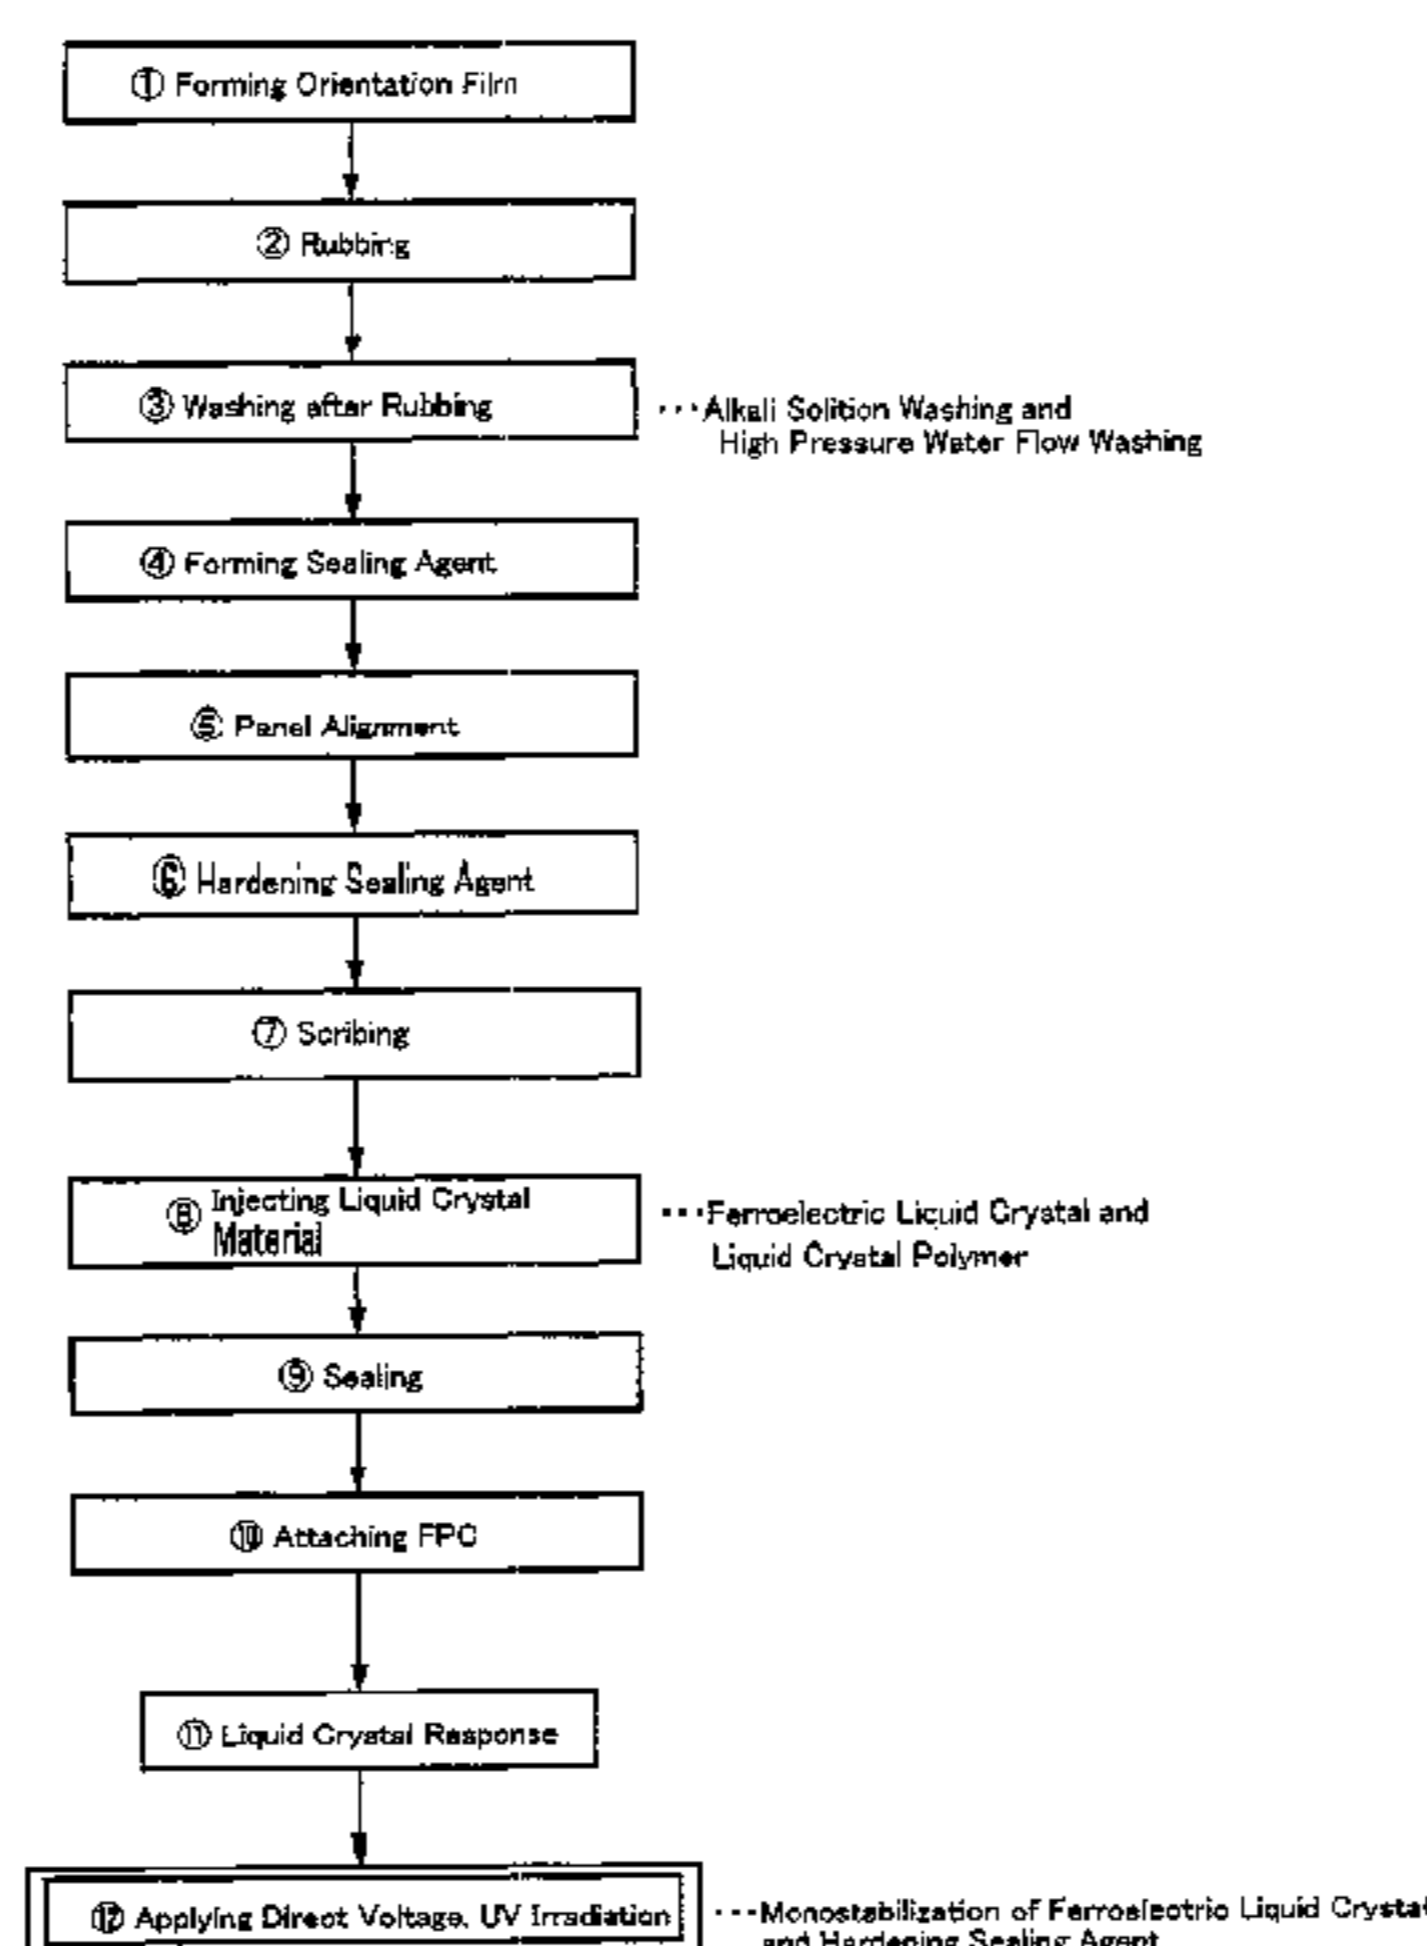 ① Forming Orientation Film
② Rubbing
③ Washing after Rubbing
···Alkali Solition Washing and
High Pressure Water Flow Washing
④ Forming Sealing Agent
⑤ Panel Alignment
⑥ Hardening Sealing Agent
⑦ Scribing
⑧ Injecting Liquid Crystal
Material
···Ferroelectric Liquid Crystal and
Liquid Crystal Polymer
⑨ Sealing
⑩ Attaching FPC
⑪ Liquid Crystal Response
⑫ Applying Direct Voltage, UV Irradiation
···Monostabilization of Ferroelectric Liquid Crystal
and Hardening Sealing Agent